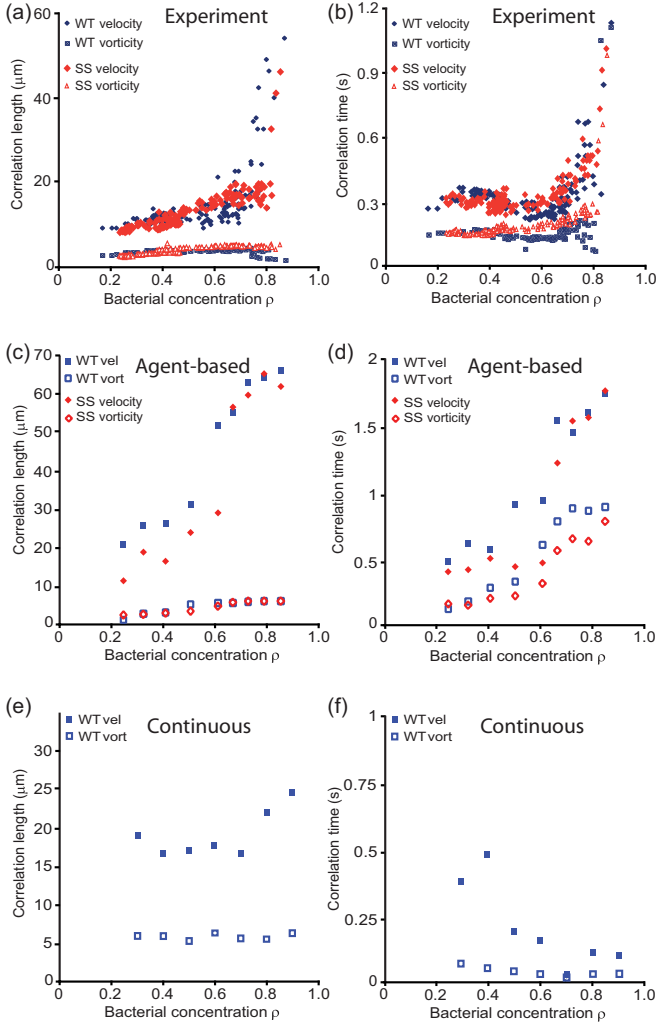 (a)
Experiment
60
40
20
0
0
0.2
0.4
0.6
0.8
1.0
Correlation length (μm)
Bacterial concentration ρ
WT velocity
WT vorticity
SS velocity
SS vorticity
(b)
Experiment
1.2
0.9
0.6
0.3
0
0
0.2
0.4
0.6
0.8
1.0
Correlation time (s)
Bacterial concentration ρ
WT velocity
WT vorticity
SS velocity
SS vorticity
(c)
Agent-based
70
60
50
40
30
20
10
0
0
0.2
0.4
0.6
0.8
1.0
Correlation length (μm)
Bacterial concentration ρ
WT vel
WT vort
SS velocity
SS vorticity
(d)
Agent-based
2
1.5
1
0.5
0
0
0.2
0.4
0.6
0.8
1.0
Correlation time (s)
Bacterial concentration ρ
WT vel
WT vort
SS velocity
SS vorticity
(e)
Continuous
30
25
20
15
10
5
0
0
0.2
0.4
0.6
0.8
1.0
Correlation length (μm)
Bacterial concentration ρ
WT vel
WT vort
(f)
Continuous
1
0.75
0.5
0.25
0
0
0.2
0.4
0.6
0.8
1.0
Correlation time (s)
Bacterial concentration ρ
WT vel
WT vort